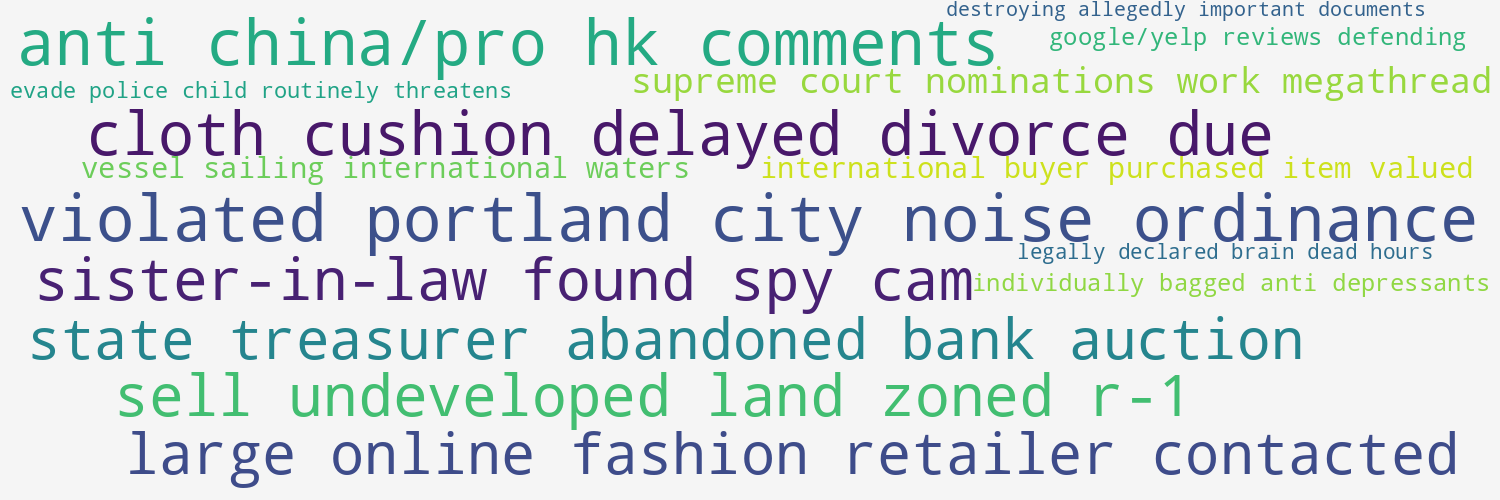 destroying allegedly important documents
anti china/pro hk comments
google/yelp reviews defending
supreme court nominations work megathread
evade police child routinely threatens
cloth cushion delayed divorce due
vessel sailing international waters
international buyer purchased item valued
violated portland city noise ordinance
legally declared brain dead hours
sister-in-law found spy cam
individually bagged anti depressants
state treasurer abandoned bank auction
sell undeveloped land zoned r-1
large online fashion retailer contacted